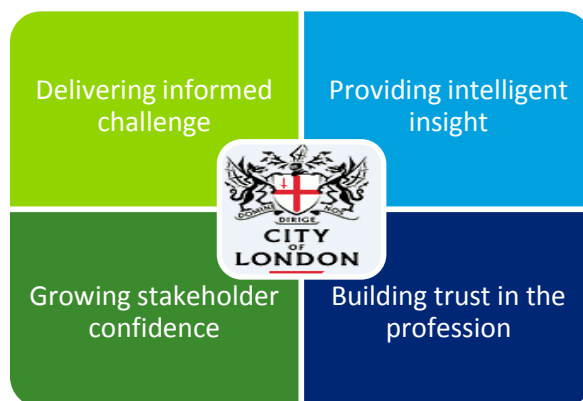 Delivering informed
challenge
Providing intelligent
insight
DOMINE DIRIGE NOS
CITY
OF
LONDON
Growing stakeholder
confidence
Building trust in the
profession